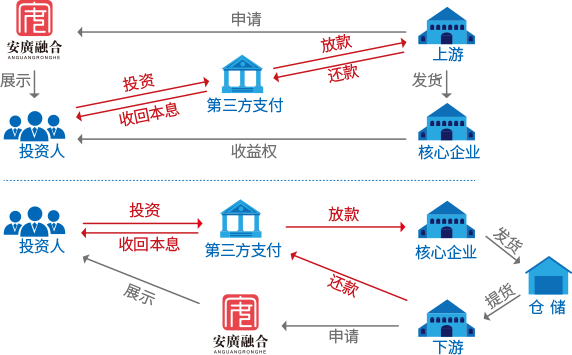 申请
安廣融合
ANGUANGRONGHE
放款
上游
还款
展示
投资
第三方支付
发货
收回本息
投资人
收益权
核心企业
投资
放款
收回本息
投资人
第三方支付
核心企业
发货
展示
还款
提货
仓 储
安廣融合
ANGUANGRONGHE
申请
下游